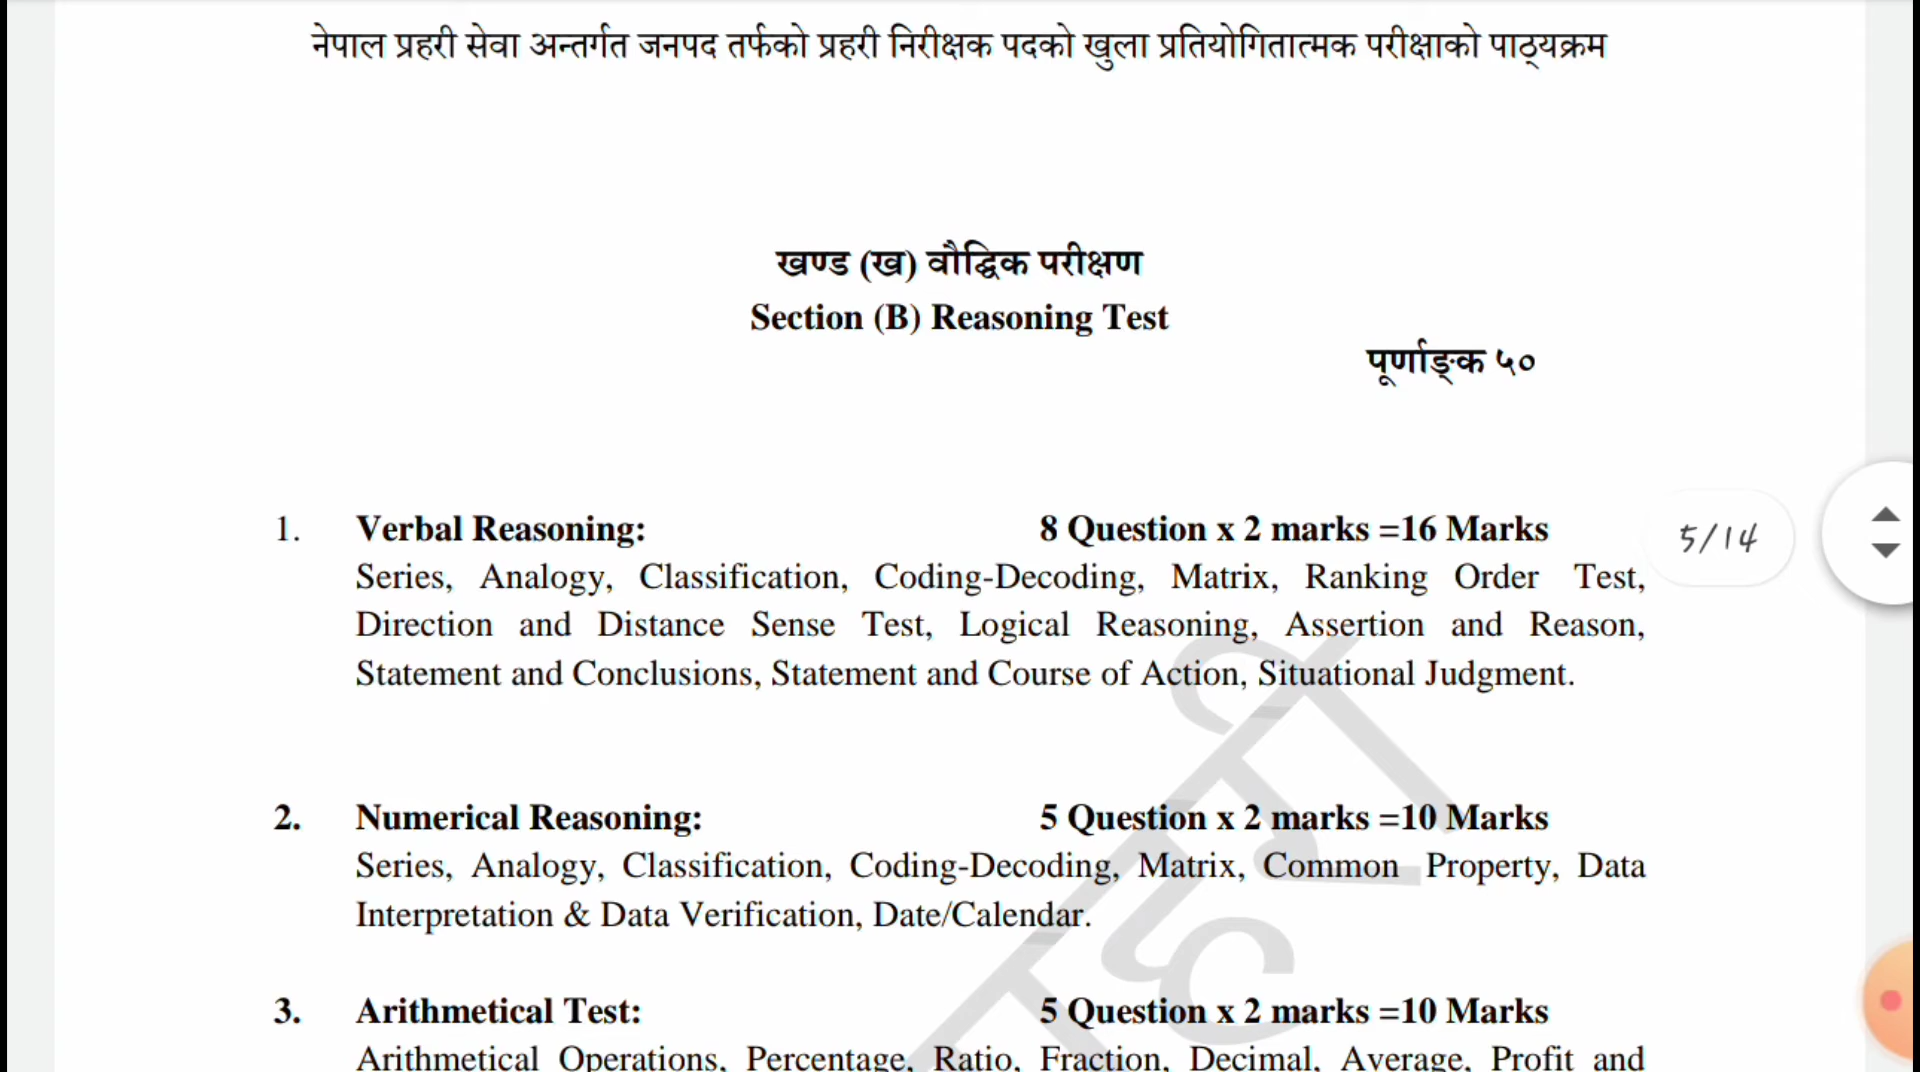 नेपाल प्रहरी सेवा अन्तर्गत जनपद तर्फको प्रहरी निरीक्षक पदको खुला प्रतियोगितात्मक परीक्षाको पाठ्यक्रम
खण्ड (ख) वौद्धिक परीक्षण
Section (B) Reasoning Test
पूर्णाङ्क ५०
1. Verbal Reasoning: 8 Question x 2 marks =16 Marks
Series, Analogy, Classification, Coding-Decoding, Matrix, Ranking Order Test,
5/14
Direction and Distance Sense Test, Logical Reasoning, Assertion and Reason,
Statement and Conclusions, Statement and Course of Action, Situational Judgment.
2. Numerical Reasoning: 5 Question x 2 marks =10 Marks
Series, Analogy, Classification, Coding-Decoding, Matrix, Common Property, Data
Interpretation & Data Verification, Date/Calendar.
3. Arithmetical Test: 5 Question x 2 marks =10 Marks
Arithmetical Operations, Percentage, Ratio, Fraction, Decimal, Average, Profit and